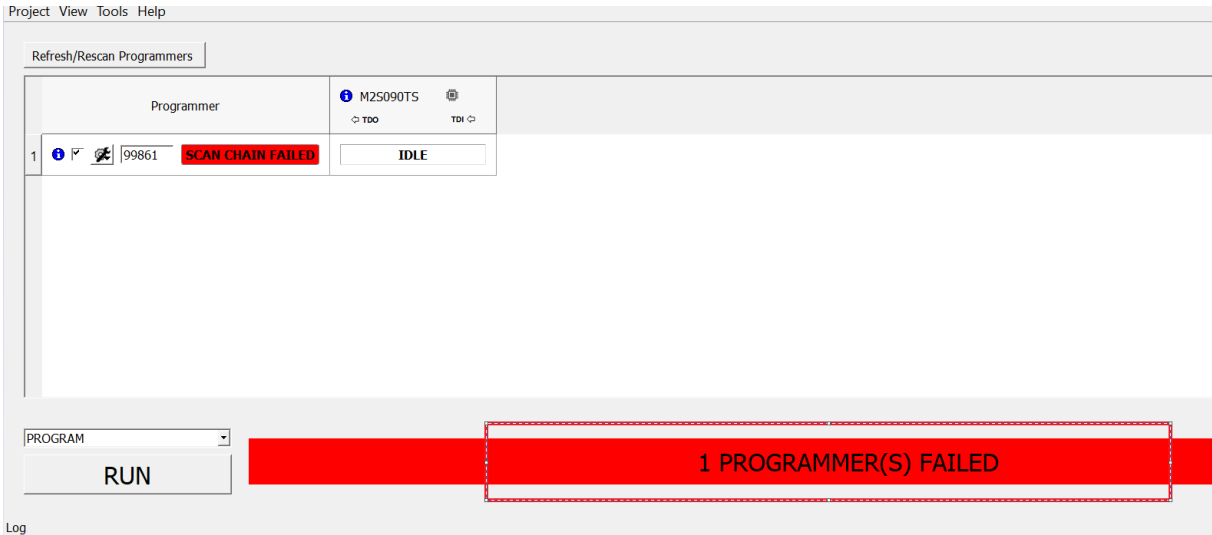 Project View Tools Help
Refresh/Rescan Programmers
Programmer
M2S090TS
TDO TDI
1 99861 SCAN CHAIN FAILED IDLE
PROGRAM
RUN
1 PROGRAMMER(S) FAILED
Log